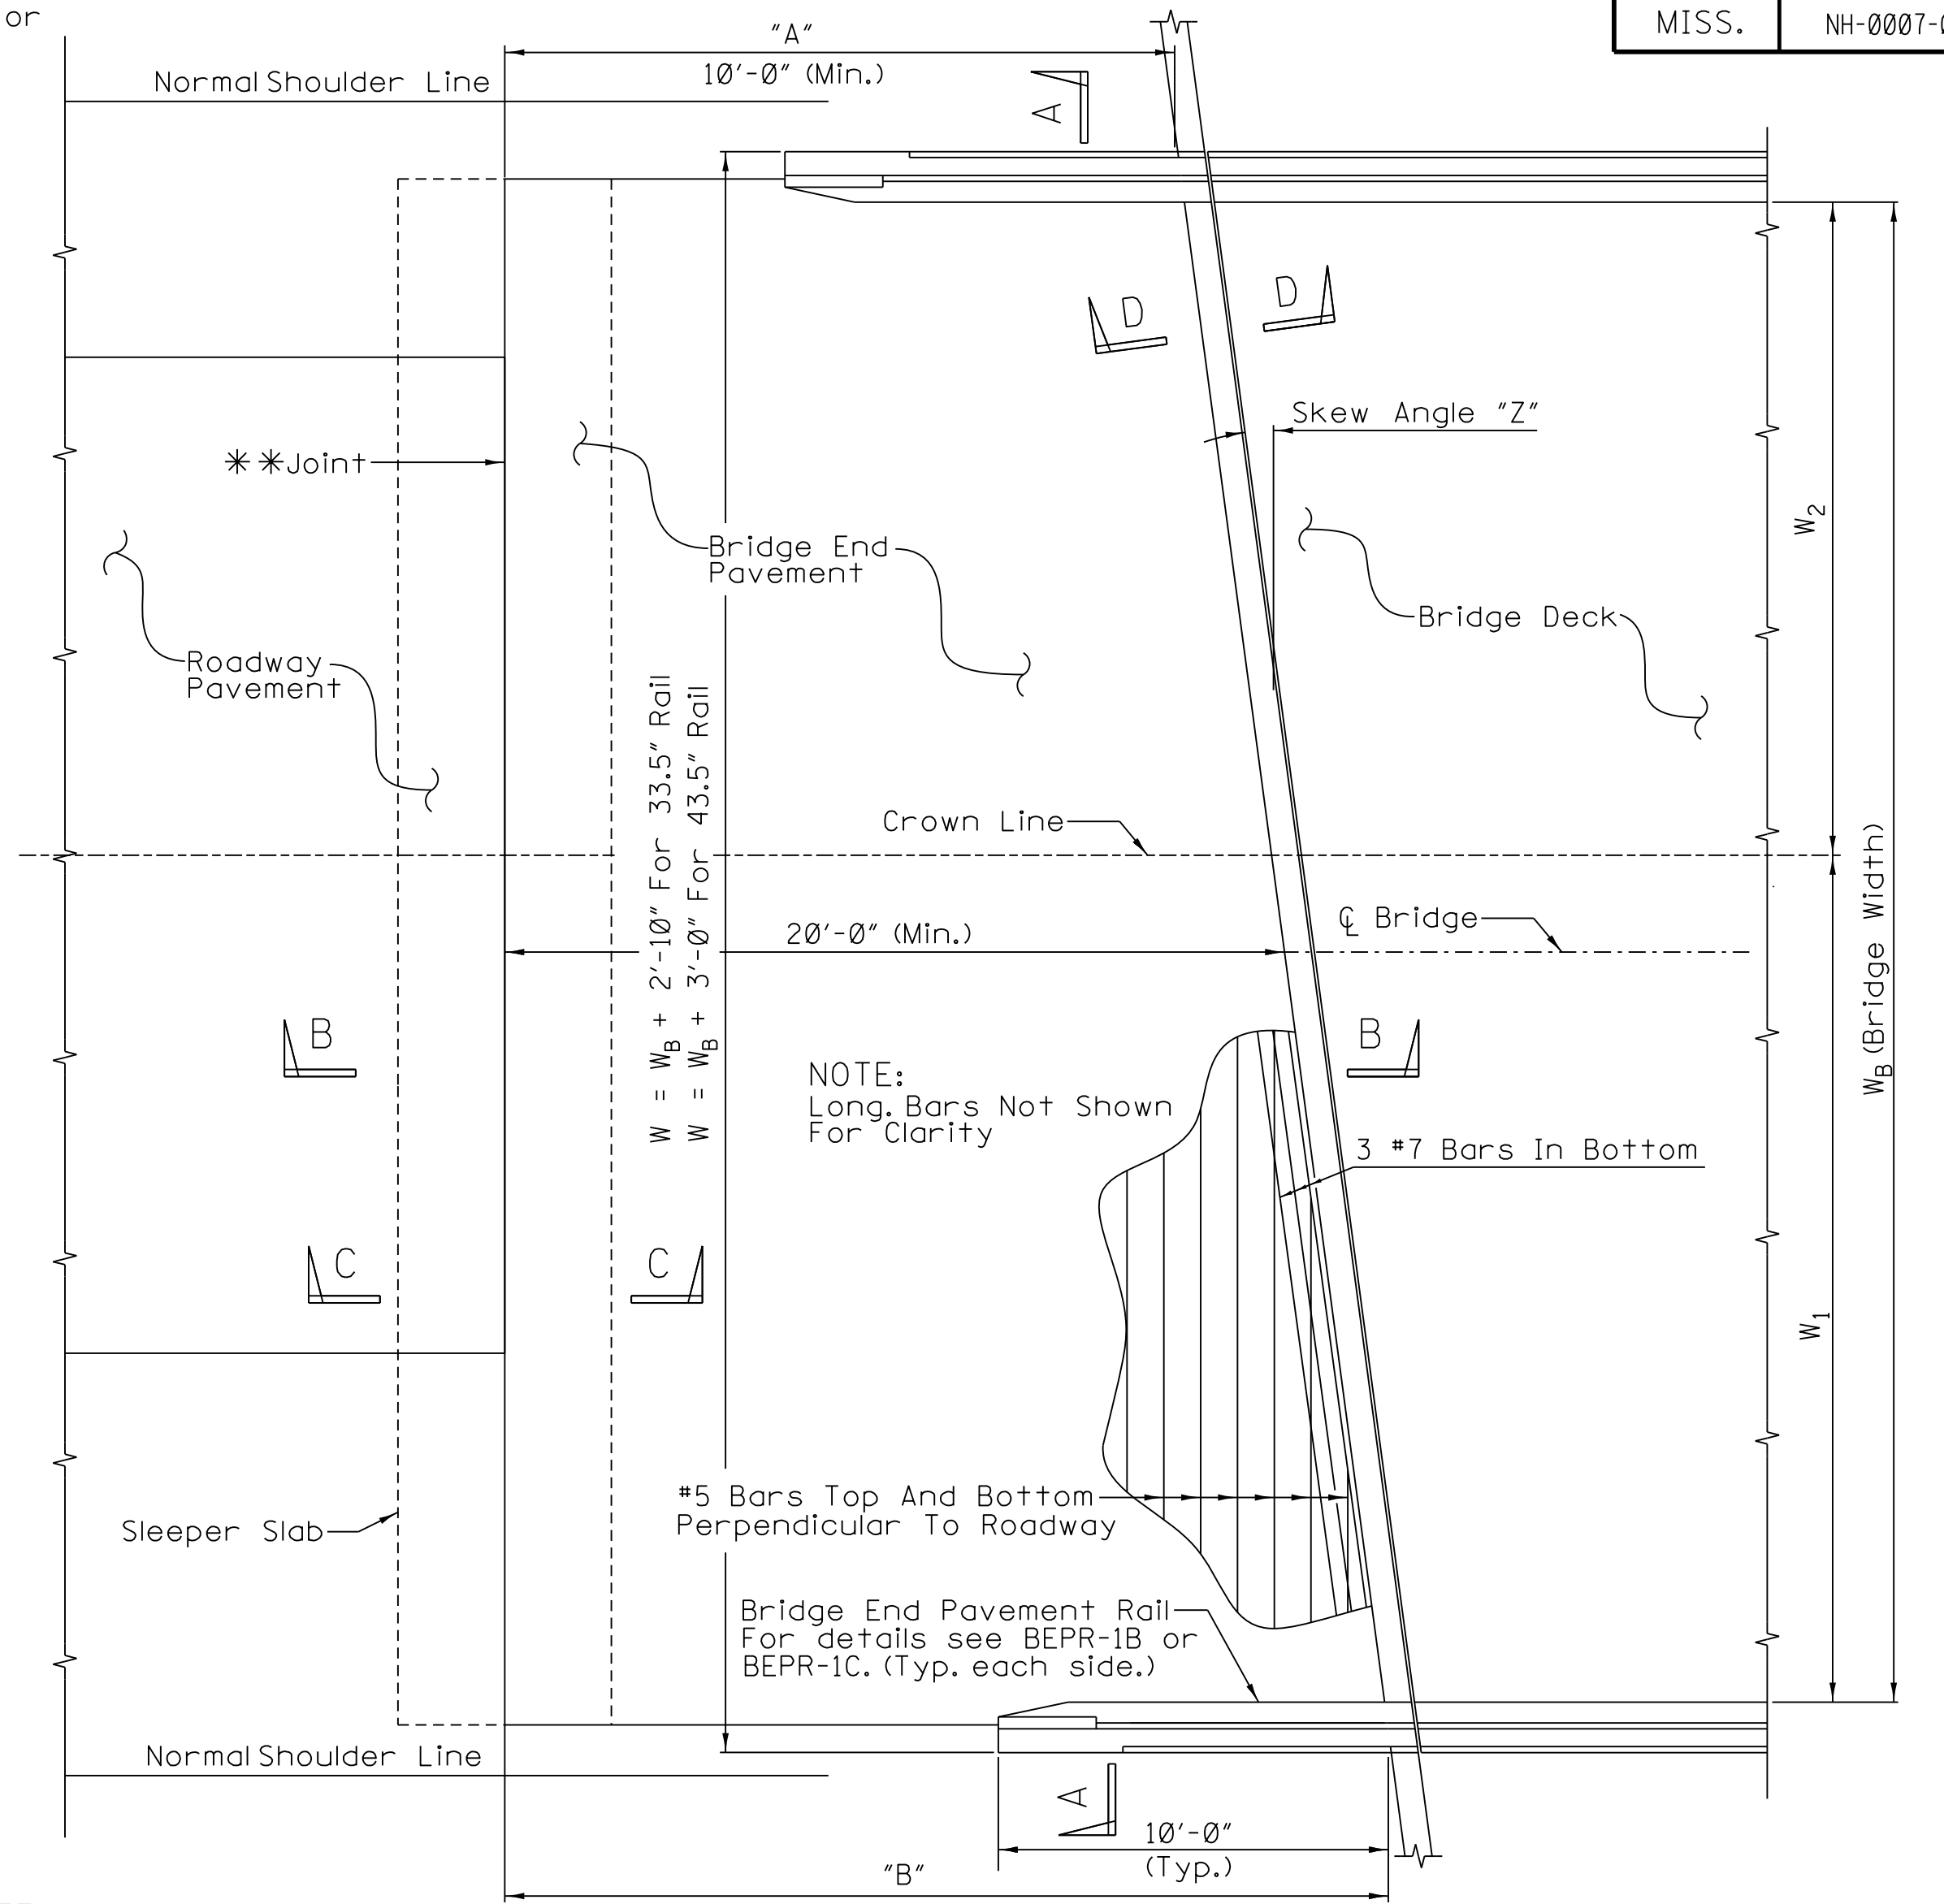 or
"A"
10'-0" (Min.)
MISS.
Normal Shoulder Line
A
D
D
Skew Angle "Z"
**Joint
W2
Bridge End
Pavement
Bridge Deck
Roadway
Pavement
Crown Line
W = WB + 2'-10" For 33.5" Rail
W = WB + 3'-0" For 43.5" Rail
20'-0" (Min.)
℄ Bridge
WB (Bridge Width)
B
B
NOTE:
Long. Bars Not Shown
For Clarity
3 #7 Bars In Bottom
C
C
W1
#5 Bars Top And Bottom
Perpendicular To Roadway
Sleeper Slab
Bridge End Pavement Rail
For details see BEPR-1B or
BEPR-1C. (Typ. each side.)
Normal Shoulder Line
A
10'-0"
(Typ.)
"B"